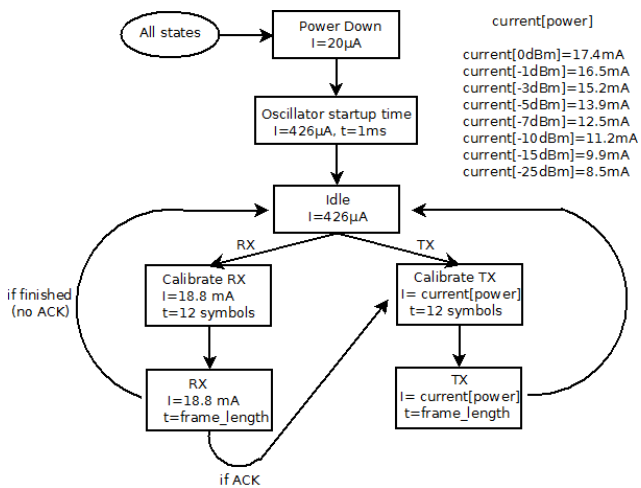 All states
Power Down
I=20µA
current[power]
current[0dBm]=17.4mA
current[-1dBm]=16.5mA
current[-3dBm]=15.2mA
current[-5dBm]=13.9mA
current[-7dBm]=12.5mA
current[-10dBm]=11.2mA
current[-15dBm]=9.9mA
current[-25dBm]=8.5mA
Oscillator startup time
I=426µA, t=1ms
Idle
I=426µA
RX
TX
Calibrate RX
I=18.8 mA
t=12 symbols
Calibrate TX
I= current[power]
t=12 symbols
if finished
(no ACK)
RX
I=18.8 mA
t=frame_length
TX
I= current[power]
t=frame_length
if ACK